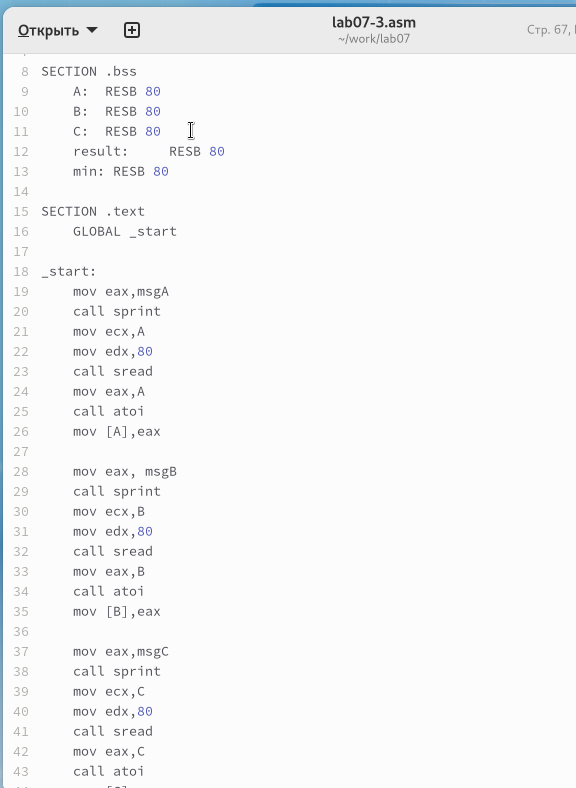 Открыть
lab07-3.asm
~/work/lab07
Стр. 67,
8 SECTION .bss
9 A: RESB 80
10 B: RESB 80
11 C: RESB 80
12 result: RESB 80
13 min: RESB 80
14
15 SECTION .text
16 GLOBAL _start
17
18 _start:
19 mov eax,msgA
20 call sprint
21 mov ecx,A
22 mov edx,80
23 call sread
24 mov eax,A
25 call atoi
26 mov [A],eax
27
28 mov eax, msgB
29 call sprint
30 mov ecx,B
31 mov edx,80
32 call sread
33 mov eax,B
34 call atoi
35 mov [B],eax
36
37 mov eax,msgC
38 call sprint
39 mov ecx,C
40 mov edx,80
41 call sread
42 mov eax,C
43 call atoi